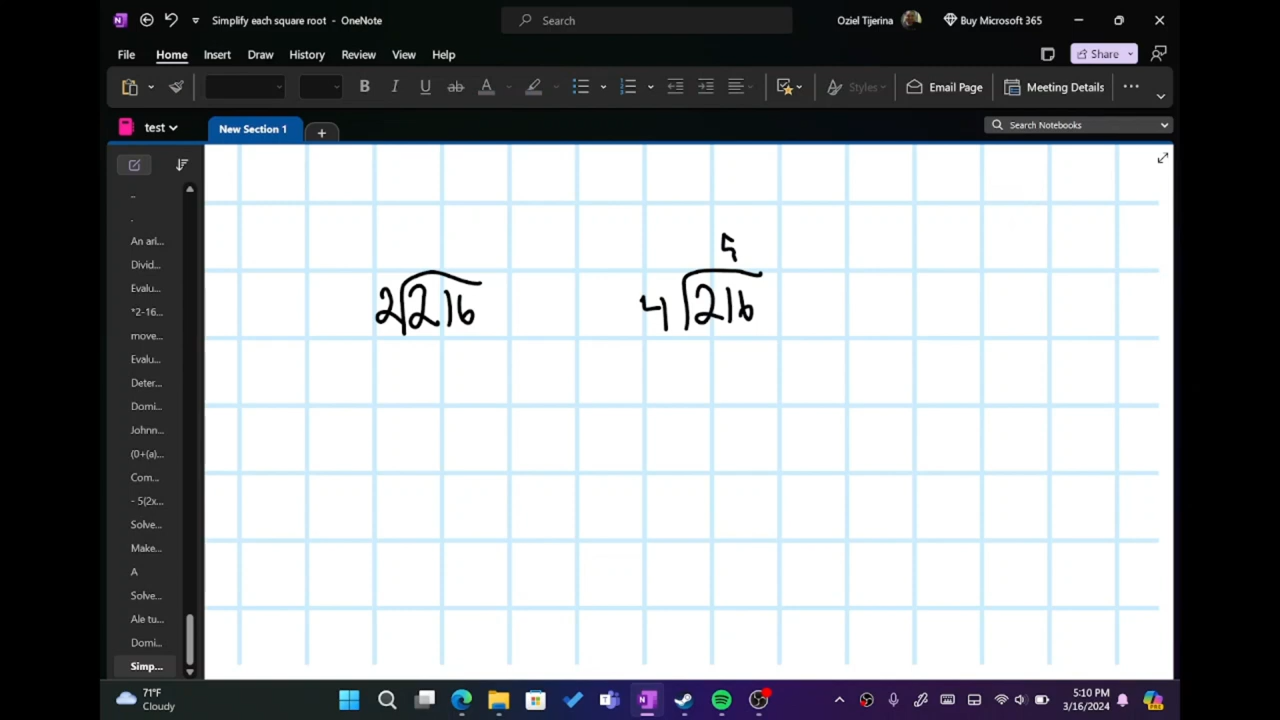 Simplify each square root - OneNote
Search
Oziel Tijerina
Buy Microsoft 365
File Home Insert Draw History Review View Help
Share
B I U ab A
Styles
Email Page
Meeting Details
test
New Section 1
+
Search Notebooks
–
.
An ari...
Divid...
Evalu...
*2-16...
move...
Evalu...
Deter...
Domi...
Johnn...
(0+(a)...
Com...
- 5(2x...
Solve...
Make...
A
Solve...
Ale tu...
Domi...
Simp...
5
2 216
4 216
71°F
Cloudy
5:10 PM
3/16/2024